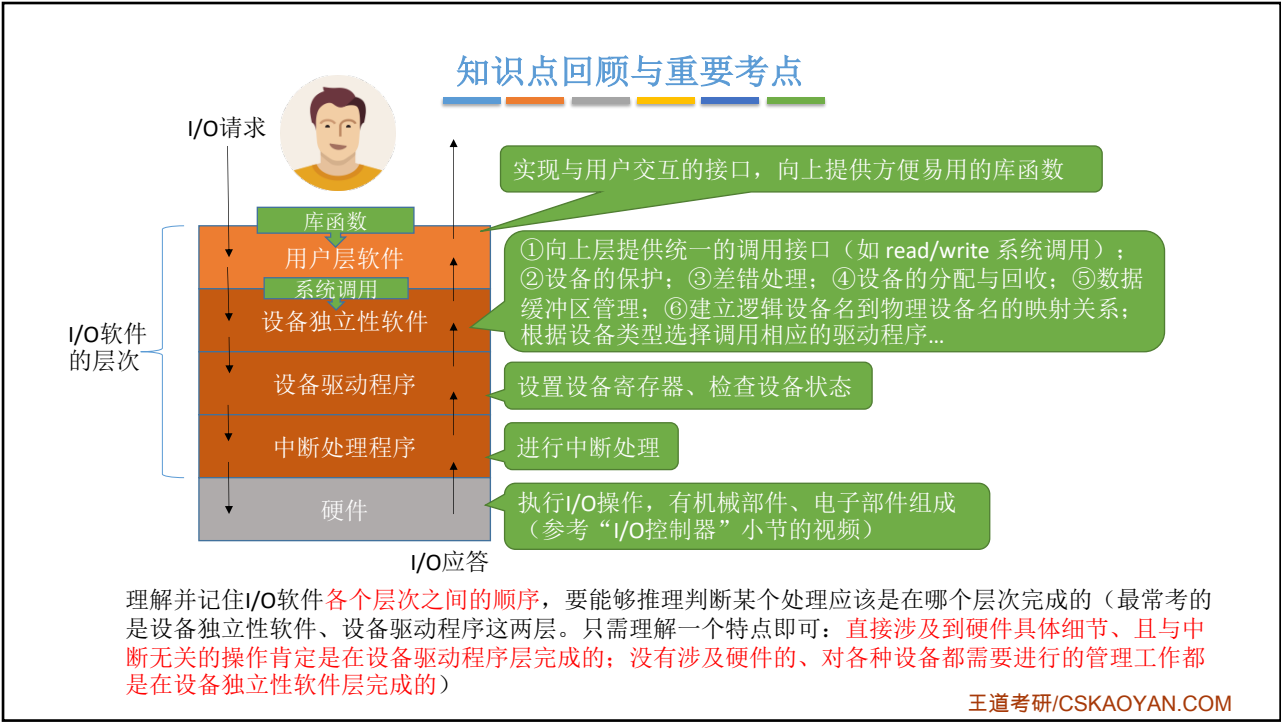 知识点回顾与重要考点
I/O请求
实现与用户交互的接口，向上提供方便易用的库函数
库函数
用户层软件
系统调用
设备独立性软件
①向上层提供统一的调用接口（如 read/write 系统调用）；
②设备的保护；③差错处理；④设备的分配与回收；⑤数据
缓冲区管理；⑥建立逻辑设备名到物理设备名的映射关系；
根据设备类型选择调用相应的驱动程序…
I/O软件
的层次
设备驱动程序
设置设备寄存器、检查设备状态
中断处理程序
进行中断处理
硬件
执行I/O操作，有机械部件、电子部件组成
（参考“I/O控制器”小节的视频）
I/O应答
理解并记住I/O软件各个层次之间的顺序，要能够推理判断某个处理应该是在哪个层次完成的（最常考的
是设备独立性软件、设备驱动程序这两层。只需理解一个特点即可：直接涉及到硬件具体细节、且与中
断无关的操作肯定是在设备驱动程序层完成的；没有涉及硬件的、对各种设备都需要进行的管理工作都
是在设备独立性软件层完成的）
王道考研/CSKAOYAN.COM